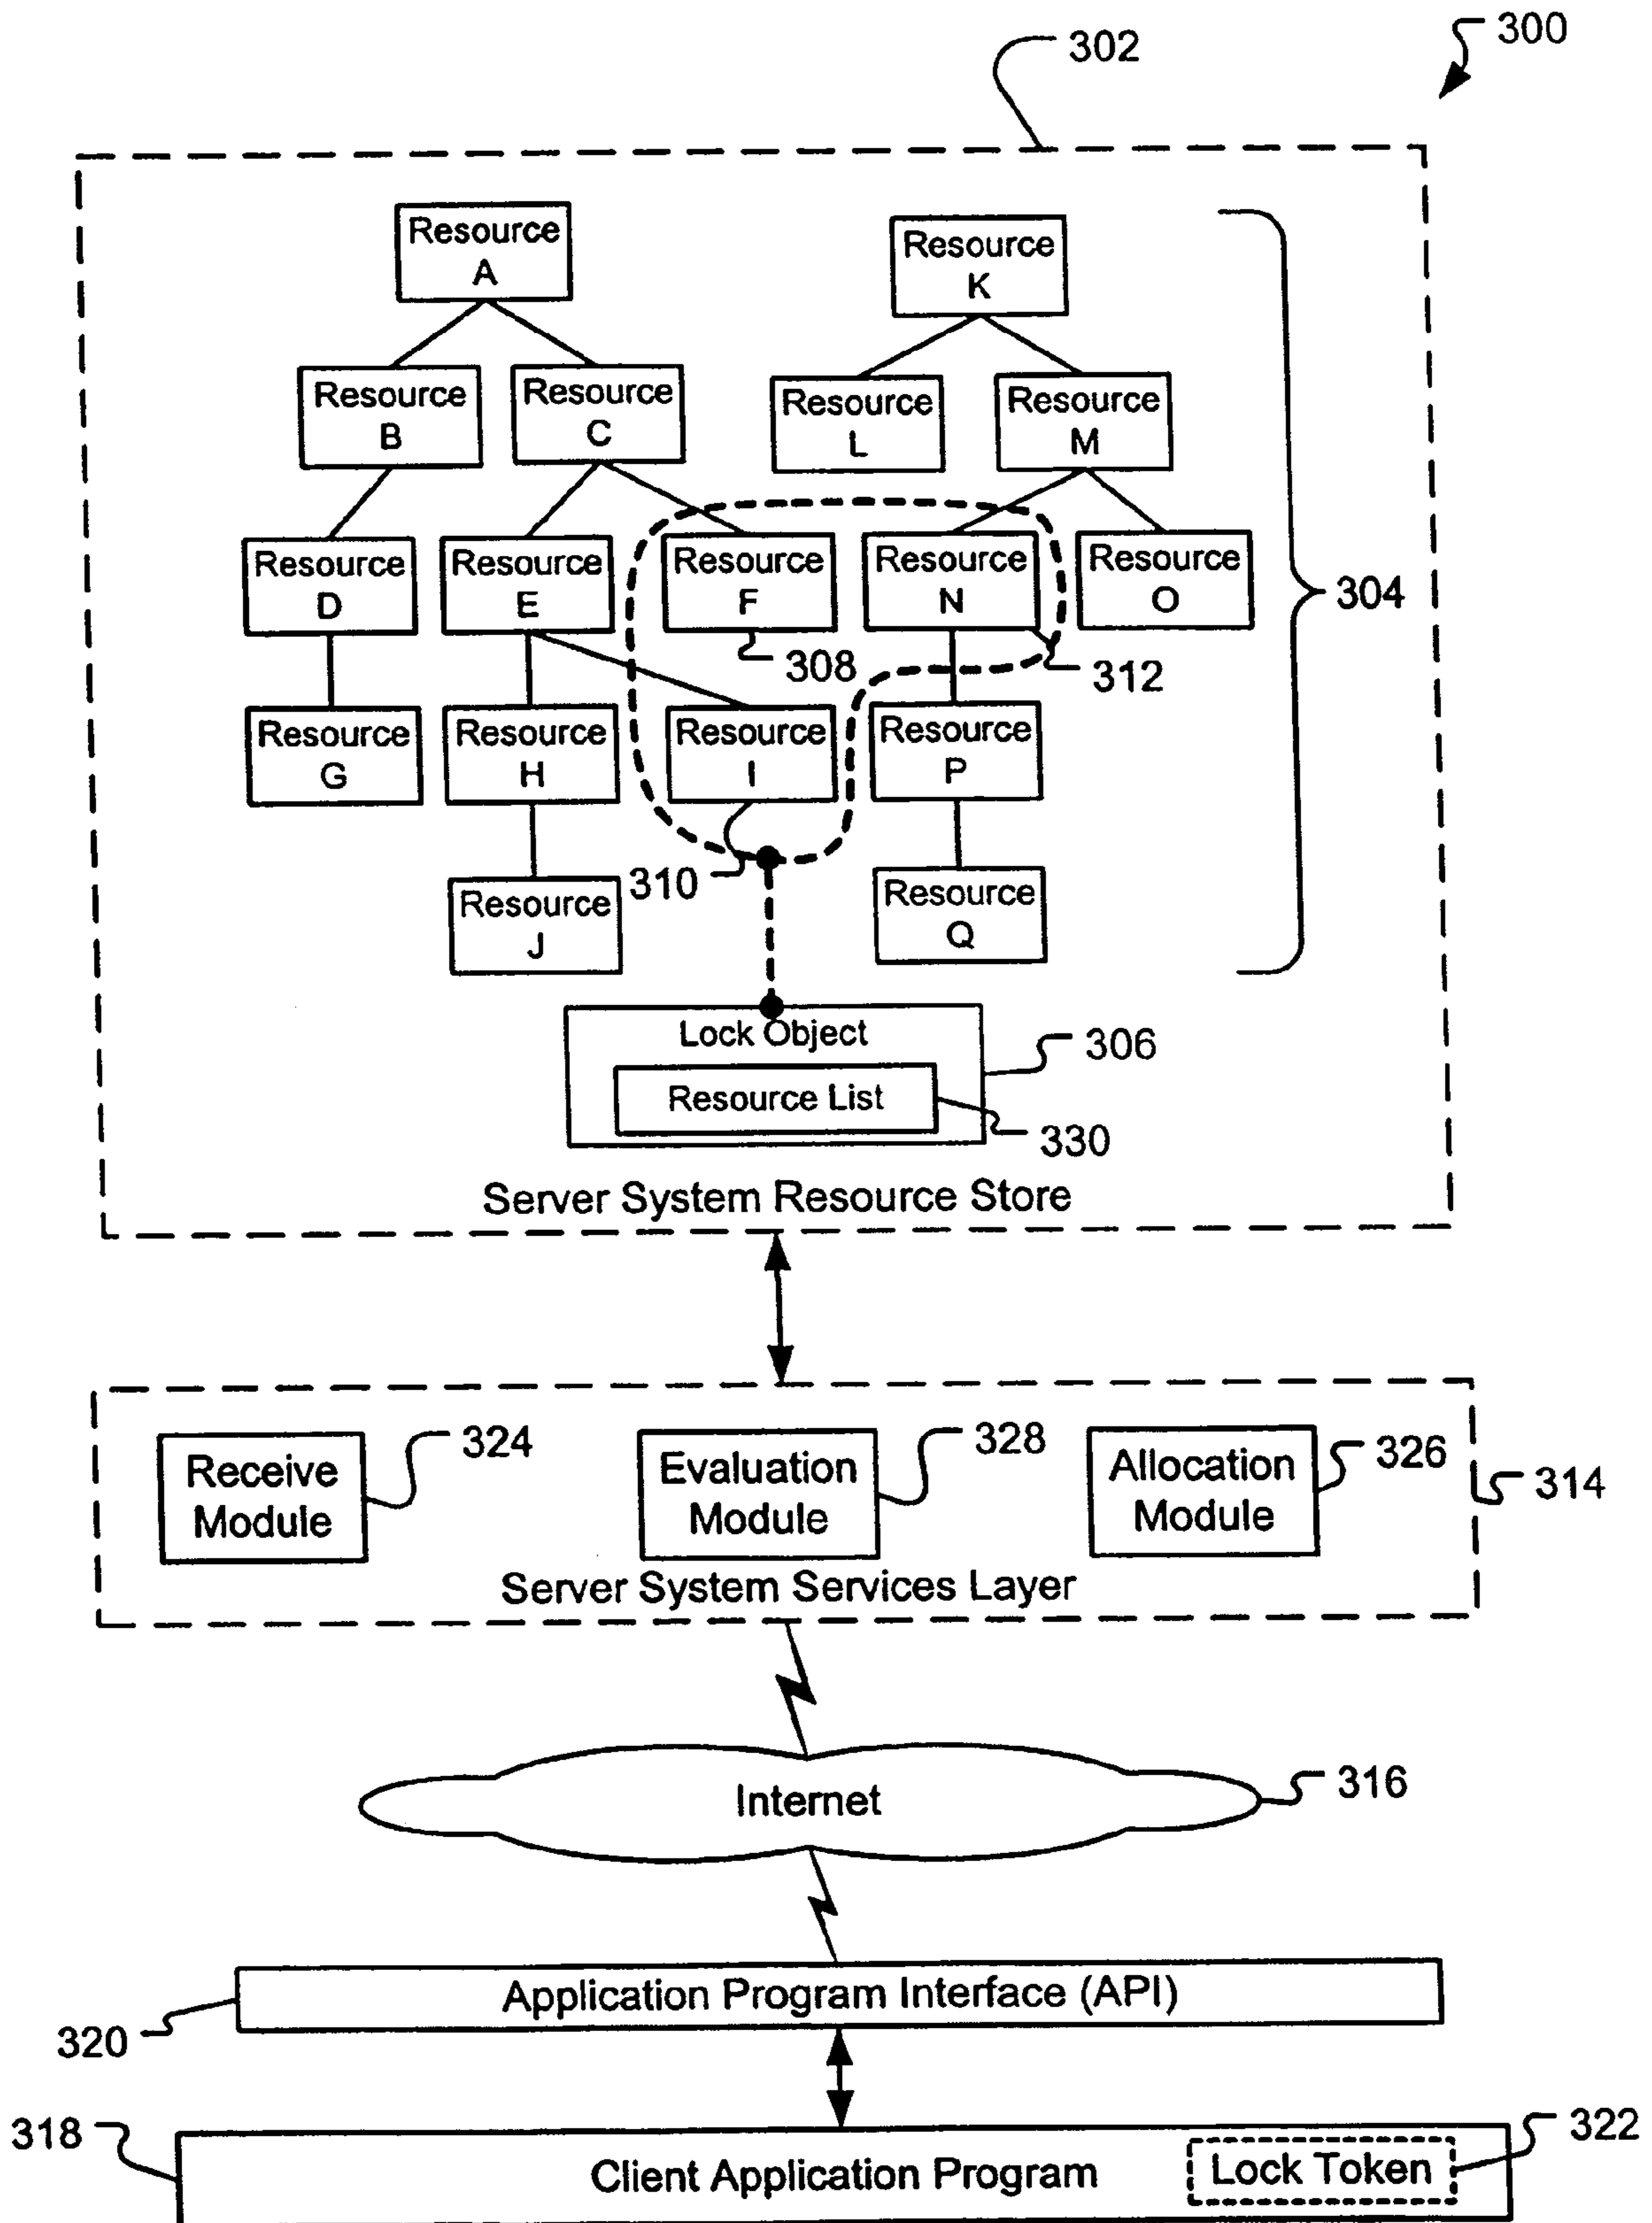 300
302
Resource
A
Resource
K
Resource
B
Resource
C
Resource
L
Resource
M
Resource
D
Resource
E
Resource
F
Resource
N
Resource
O
304
308
312
Resource
G
Resource
H
Resource
I
Resource
P
310
Resource
J
Resource
Q
Lock Object
306
Resource List
330
Server System Resource Store
Receive
Module
324
Evaluation
Module
328
Allocation
Module
326
314
Server System Services Layer
Internet
316
Application Program Interface (API)
320
318
322
Client Application Program
Lock Token